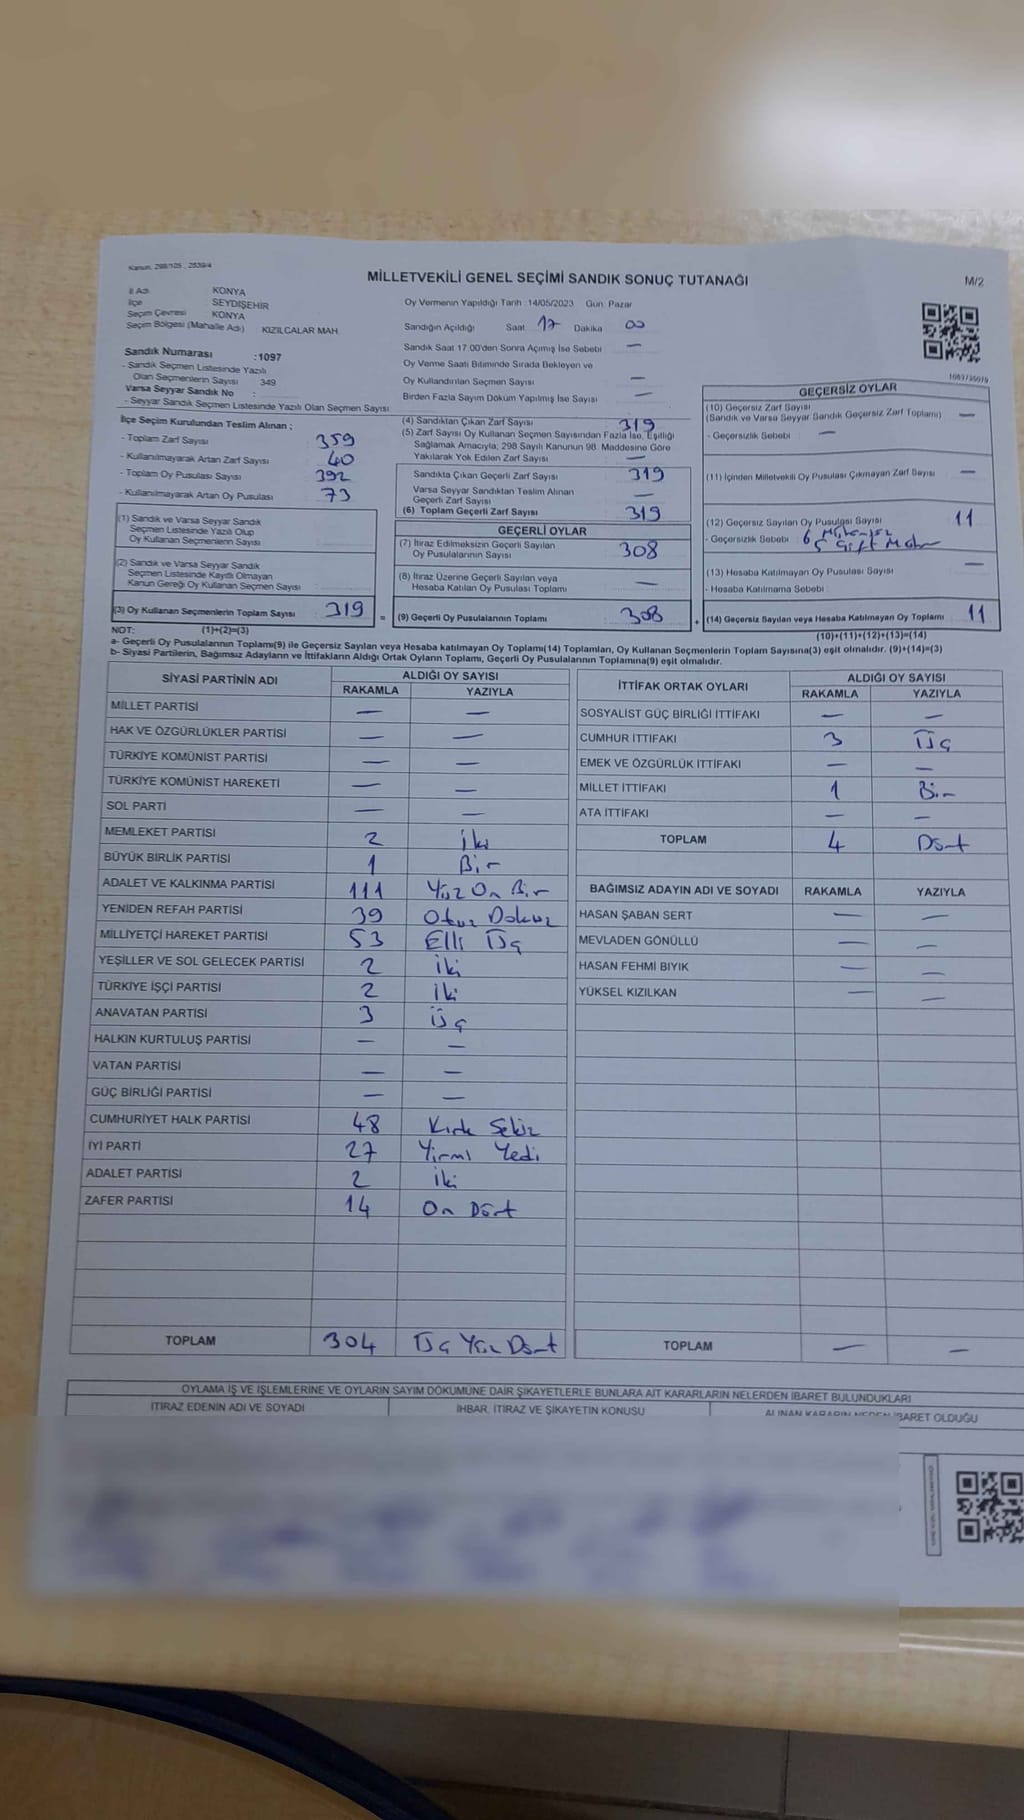 Kanun: 298/105 , 2839/4
MİLLETVEKİLİ GENEL SEÇİMİ SANDIK SONUÇ TUTANAĞI
M/2
İl Adı KONYA
İlçe SEYDİŞEHİR
Seçim Çevresi KONYA
Seçim Bölgesi (Mahalle Adı) KIZILCALAR MAH
Oy Vermenin Yapıldığı Tarih : 14/05/2023 Gün: Pazar
Sandığın Açıldığı Saat 17 Dakika 00
Sandık Saat 17:00'den Sonra Açılmış İse Sebebi —
Oy Verme Saati Bitiminde Sırada Bekleyen ve
Oy Kullandırılan Seçmen Sayısı —
Birden Fazla Sayım Döküm Yapılmış İse Sayısı —
Sandık Numarası :1097
- Sandık Seçmen Listesinde Yazılı
Olan Seçmenlerin Sayısı 349
Varsa Seyyar Sandık No :
- Seyyar Sandık Seçmen Listesinde Yazılı Olan Seçmen Sayısı
İlçe Seçim Kurulundan Teslim Alınan ;
- Toplam Zarf Sayısı 359
- Kullanılmayarak Artan Zarf Sayısı 40
- Toplam Oy Pusulası Sayısı 392
- Kullanılmayarak Artan Oy Pusulası 73
(1) Sandık ve Varsa Seyyar Sandık
Seçmen Listesinde Yazılı Olup
Oy Kullanan Seçmenlerin Sayısı
(2) Sandık ve Varsa Seyyar Sandık
Seçmen Listesinde Kayıtlı Olmayan
Kanun Gereği Oy Kullanan Seçmen Sayısı
(3) Oy Kullanan Seçmenlerin Toplam Sayısı 319
(1)+(2)=(3)
(4) Sandıktan Çıkan Zarf Sayısı 319
(5) Zarf Sayısı Oy Kullanan Seçmen Sayısından Fazla İse, Eşitliği
Sağlamak Amacıyla; 298 Sayılı Kanunun 98. Maddesine Göre
Yakılarak Yok Edilen Zarf Sayısı —
Sandıkta Çıkan Geçerli Zarf Sayısı 319
Varsa Seyyar Sandıktan Teslim Alınan
Geçerli Zarf Sayısı —
(6) Toplam Geçerli Zarf Sayısı 319
GEÇERLİ OYLAR
(7) İtiraz Edilmeksizin Geçerli Sayılan
Oy Pusulalarının Sayısı 308
(8) İtiraz Üzerine Geçerli Sayılan veya
Hesaba Katılan Oy Pusulası Toplamı —
= (9) Geçerli Oy Pusulalarının Toplamı 308
GEÇERSİZ OYLAR
(10) Geçersiz Zarf Sayısı
(Sandık ve Varsa Seyyar Sandık Geçersiz Zarf Toplamı) —
- Geçersizlik Sebebi —
(11) İçinden Milletvekili Oy Pusulası Çıkmayan Zarf Sayısı —
(12) Geçersiz Sayılan Oy Pusulası Sayısı 11
- Geçersizlik Sebebi 6 Mühürsüz
5 Çift Mühür
(13) Hesaba Katılmayan Oy Pusulası Sayısı —
- Hesaba Katılmama Sebebi
+ (14) Geçersiz Sayılan veya Hesaba Katılmayan Oy Toplamı 11
(10)+(11)+(12)+(13)=(14)
NOT:
a- Geçerli Oy Pusulalarının Toplamı(9) ile Geçersiz Sayılan veya Hesaba katılmayan Oy Toplamı(14) Toplamları, Oy Kullanan Seçmenlerin Toplam Sayısına(3) eşit olmalıdır. (9)+(14)=(3)
b- Siyasi Partilerin, Bağımsız Adayların ve İttifakların Aldığı Ortak Oyların Toplamı, Geçerli Oy Pusulalarının Toplamına(9) eşit olmalıdır.
SİYASİ PARTİNİN ADI ALDIĞI OY SAYISI
RAKAMLA YAZIYLA
MİLLET PARTİSİ — —
HAK VE ÖZGÜRLÜKLER PARTİSİ — —
TÜRKİYE KOMÜNİST PARTİSİ — —
TÜRKİYE KOMÜNİST HAREKETİ — —
SOL PARTİ — —
MEMLEKET PARTİSİ 2 İki
BÜYÜK BİRLİK PARTİSİ 1 Bir
ADALET VE KALKINMA PARTİSİ 111 Yüz On Bir
YENİDEN REFAH PARTİSİ 39 Otuz Dokuz
MİLLİYETÇİ HAREKET PARTİSİ 53 Elli Üç
YEŞİLLER VE SOL GELECEK PARTİSİ 2 İki
TÜRKİYE İŞÇİ PARTİSİ 2 İki
ANAVATAN PARTİSİ 3 Üç
HALKIN KURTULUŞ PARTİSİ — —
VATAN PARTİSİ — —
GÜÇ BİRLİĞİ PARTİSİ — —
CUMHURİYET HALK PARTİSİ 48 Kırk Sekiz
İYİ PARTİ 27 Yirmi Yedi
ADALET PARTİSİ 2 İki
ZAFER PARTİSİ 14 On Dört
TOPLAM 304 Üç Yüz Dört
İTTİFAK ORTAK OYLARI ALDIĞI OY SAYISI
RAKAMLA YAZIYLA
SOSYALİST GÜÇ BİRLİĞİ İTTİFAKI — —
CUMHUR İTTİFAKI 3 Üç
EMEK VE ÖZGÜRLÜK İTTİFAKI — —
MİLLET İTTİFAKI 1 Bir
ATA İTTİFAKI — —
TOPLAM 4 Dört
BAĞIMSIZ ADAYIN ADI VE SOYADI RAKAMLA YAZIYLA
HASAN ŞABAN SERT — —
MEVLADEN GÖNÜLLÜ — —
HASAN FEHMİ BIYIK — —
YÜKSEL KIZILKAN — —
TOPLAM — —
OYLAMA İŞ VE İŞLEMLERİNE VE OYLARIN SAYIM DÖKÜMÜNE DAİR ŞİKAYETLERLE BUNLARA AİT KARARLARIN NELERDEN İBARET BULUNDUKLARI
İTİRAZ EDENİN ADI VE SOYADI İHBAR, İTİRAZ VE ŞİKAYETİN KONUSU ALINAN KARARIN NEDEN İBARET OLDUĞU